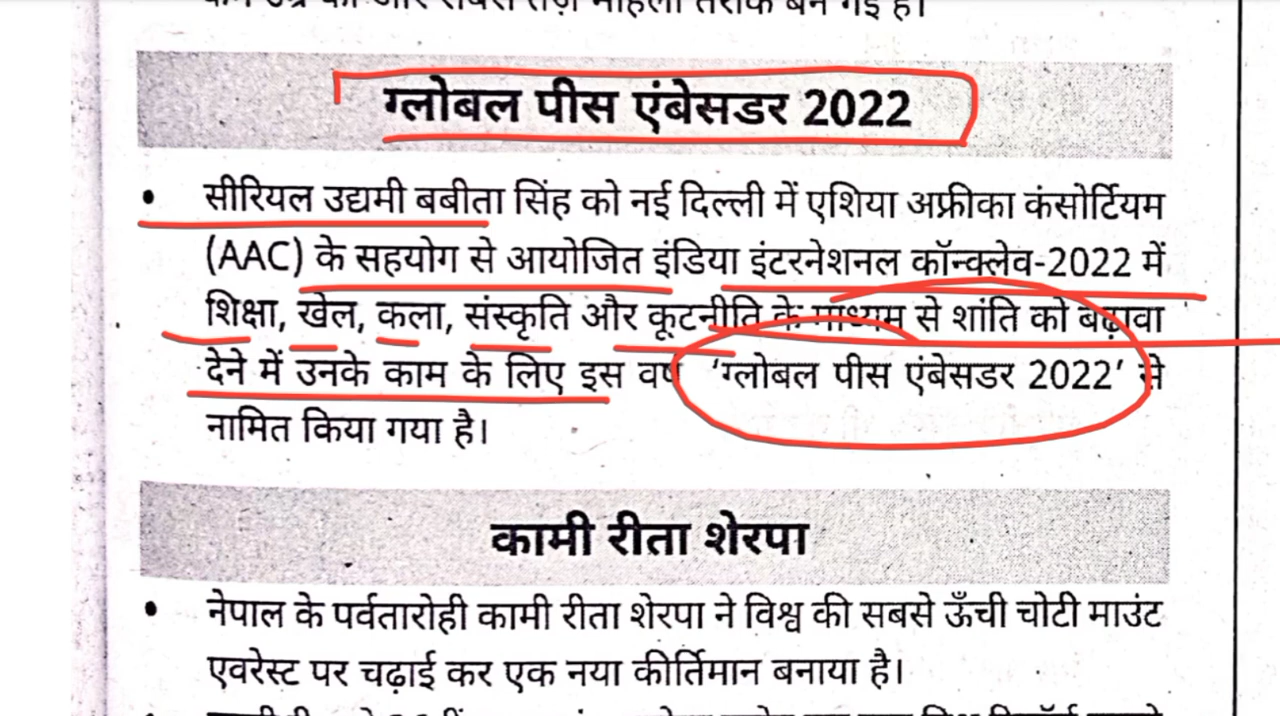 ग्लोबल पीस एंबेसडर 2022
• सीरियल उद्यमी बबीता सिंह को नई दिल्ली में एशिया अफ्रीका कंसोर्टियम
(AAC) के सहयोग से आयोजित इंडिया इंटरनेशनल कॉन्क्लेव-2022 में
शिक्षा, खेल, कला, संस्कृति और कूटनीति के माध्यम से शांति को बढ़ावा
देने में उनके काम के लिए इस वर्ष 'ग्लोबल पीस एंबेसडर 2022' से
नामित किया गया है।
कामी रीता शेरपा
• नेपाल के पर्वतारोही कामी रीता शेरपा ने विश्व की सबसे ऊँची चोटी माउंट
एवरेस्ट पर चढ़ाई कर एक नया कीर्तिमान बनाया है।